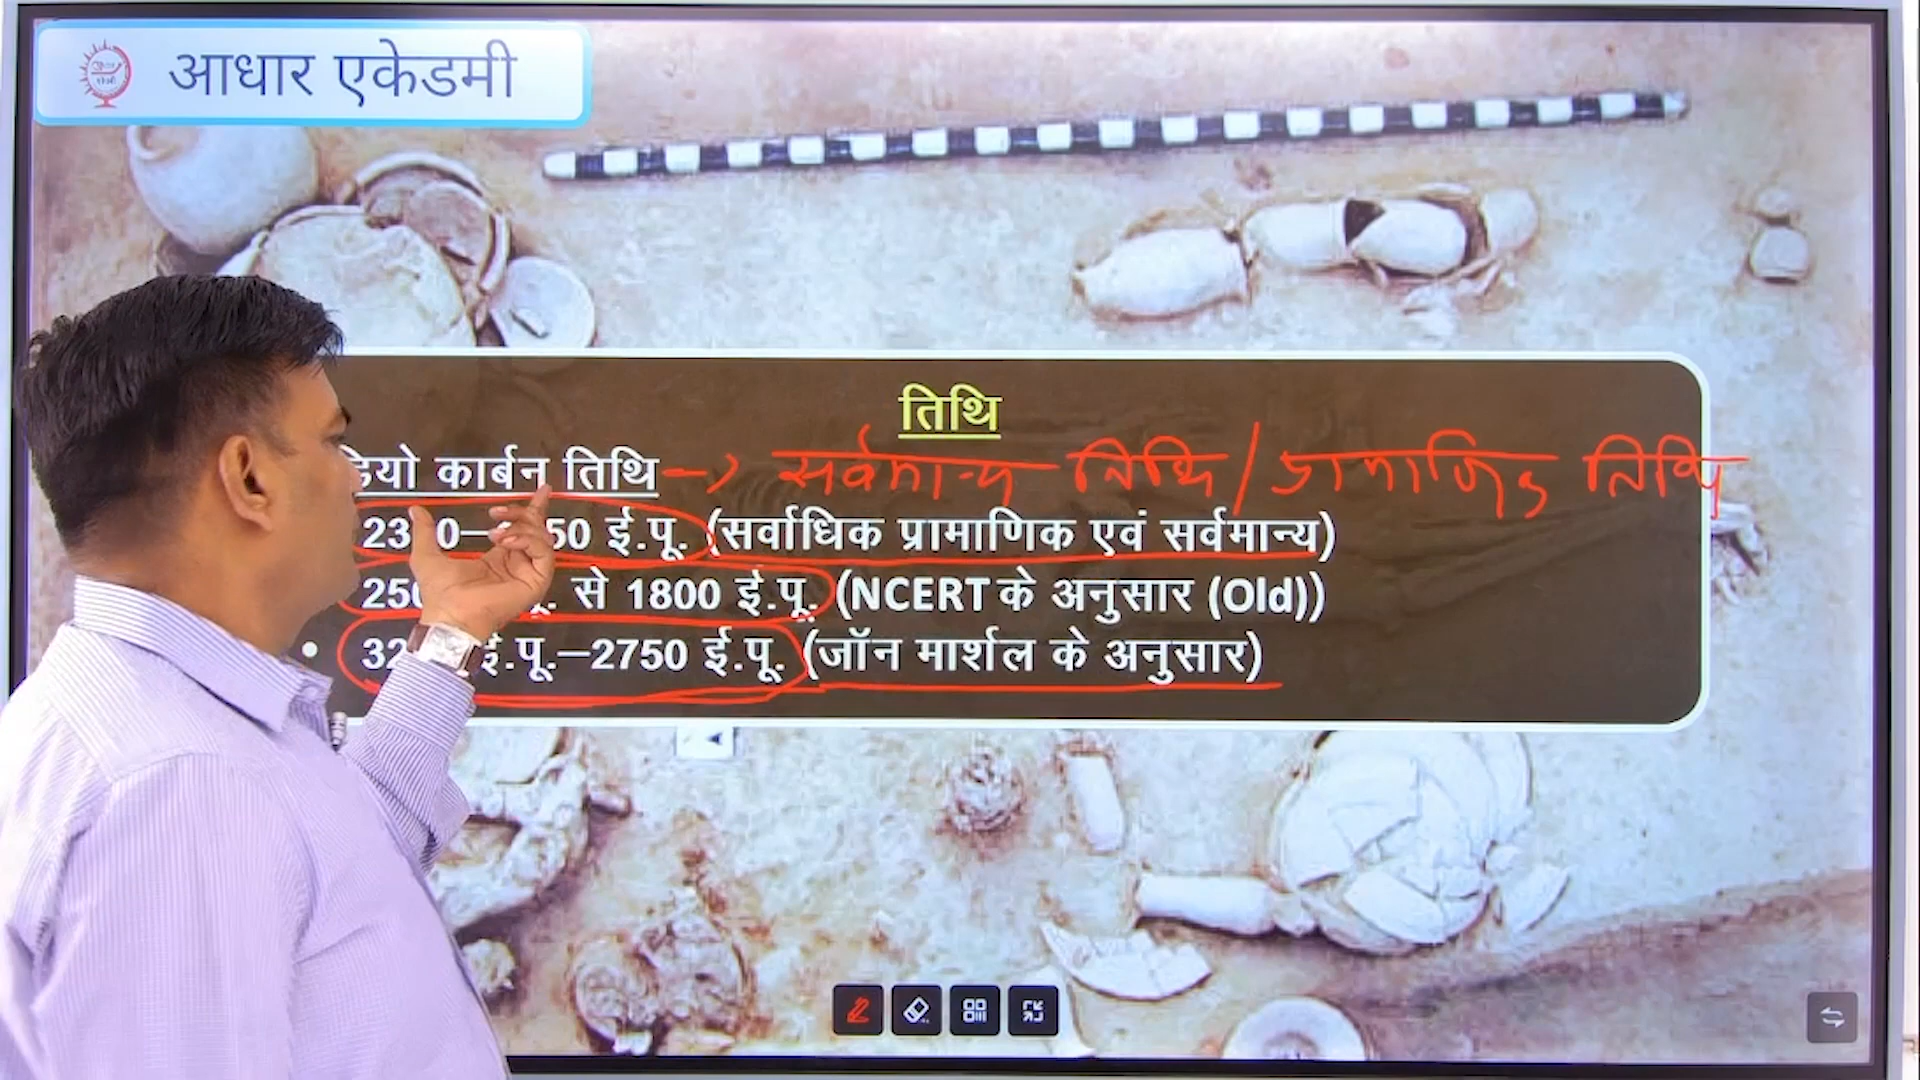 आधार एकेडमी
तिथि
कार्बन तिथि → सर्वमान्य तिथि / प्रामाणिक तिथि
ई.पू. (सर्वाधिक प्रामाणिक एवं सर्वमान्य)
से 1800 ई.पू. (NCERT के अनुसार (Old))
• ई.पू.–2750 ई.पू. (जॉन मार्शल के अनुसार)